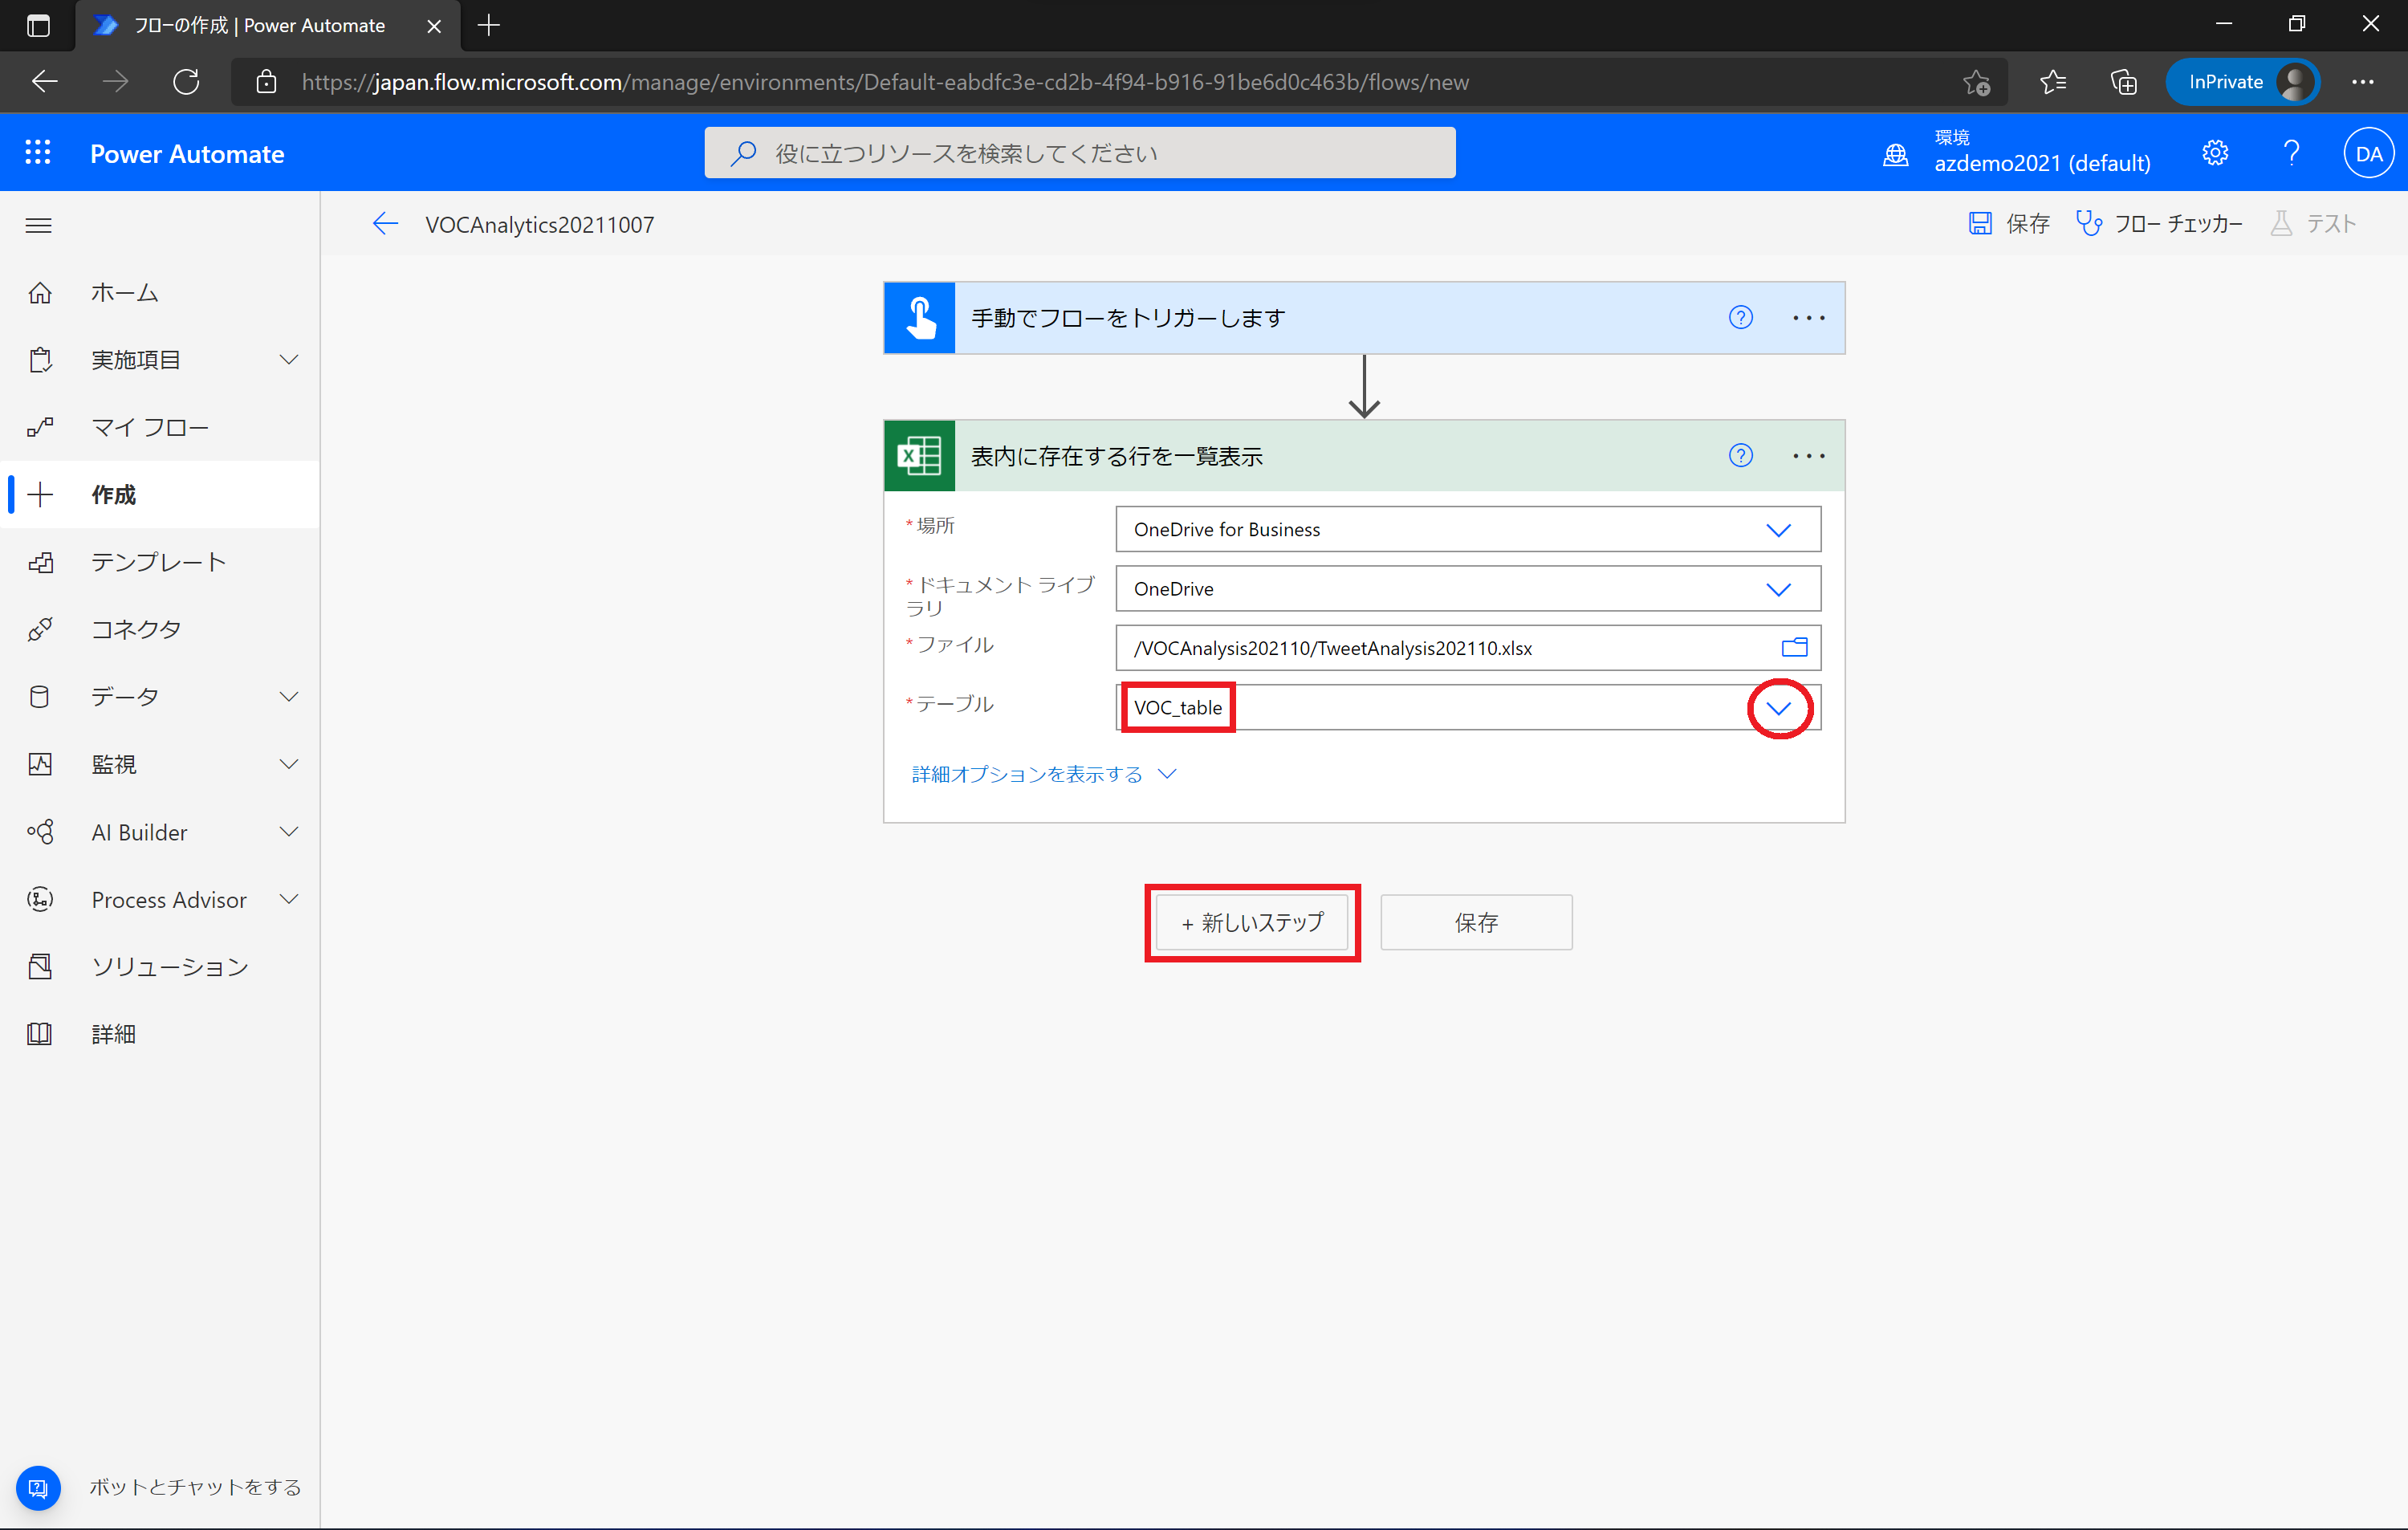 フローの作成 | Power Automate
https://japan.flow.microsoft.com/manage/environments/Default-eabdfc3e-cd2b-4f94-b916-91be6d0c463b/flows/new
InPrivate
Power Automate
役に立つリソースを検索してください
環境
azdemo2021 (default)
DA
VOCAnalytics20211007
保存
フロー チェッカー
テスト
ホーム
実施項目
マイ フロー
作成
テンプレート
コネクタ
データ
監視
AI Builder
Process Advisor
ソリューション
詳細
ボットとチャットをする
手動でフローをトリガーします
表内に存在する行を一覧表示
*場所
OneDrive for Business
*ドキュメント ライブ
ラリ
OneDrive
*ファイル
/VOCAnalysis202110/TweetAnalysis202110.xlsx
*テーブル
VOC_table
詳細オプションを表示する
+ 新しいステップ
保存